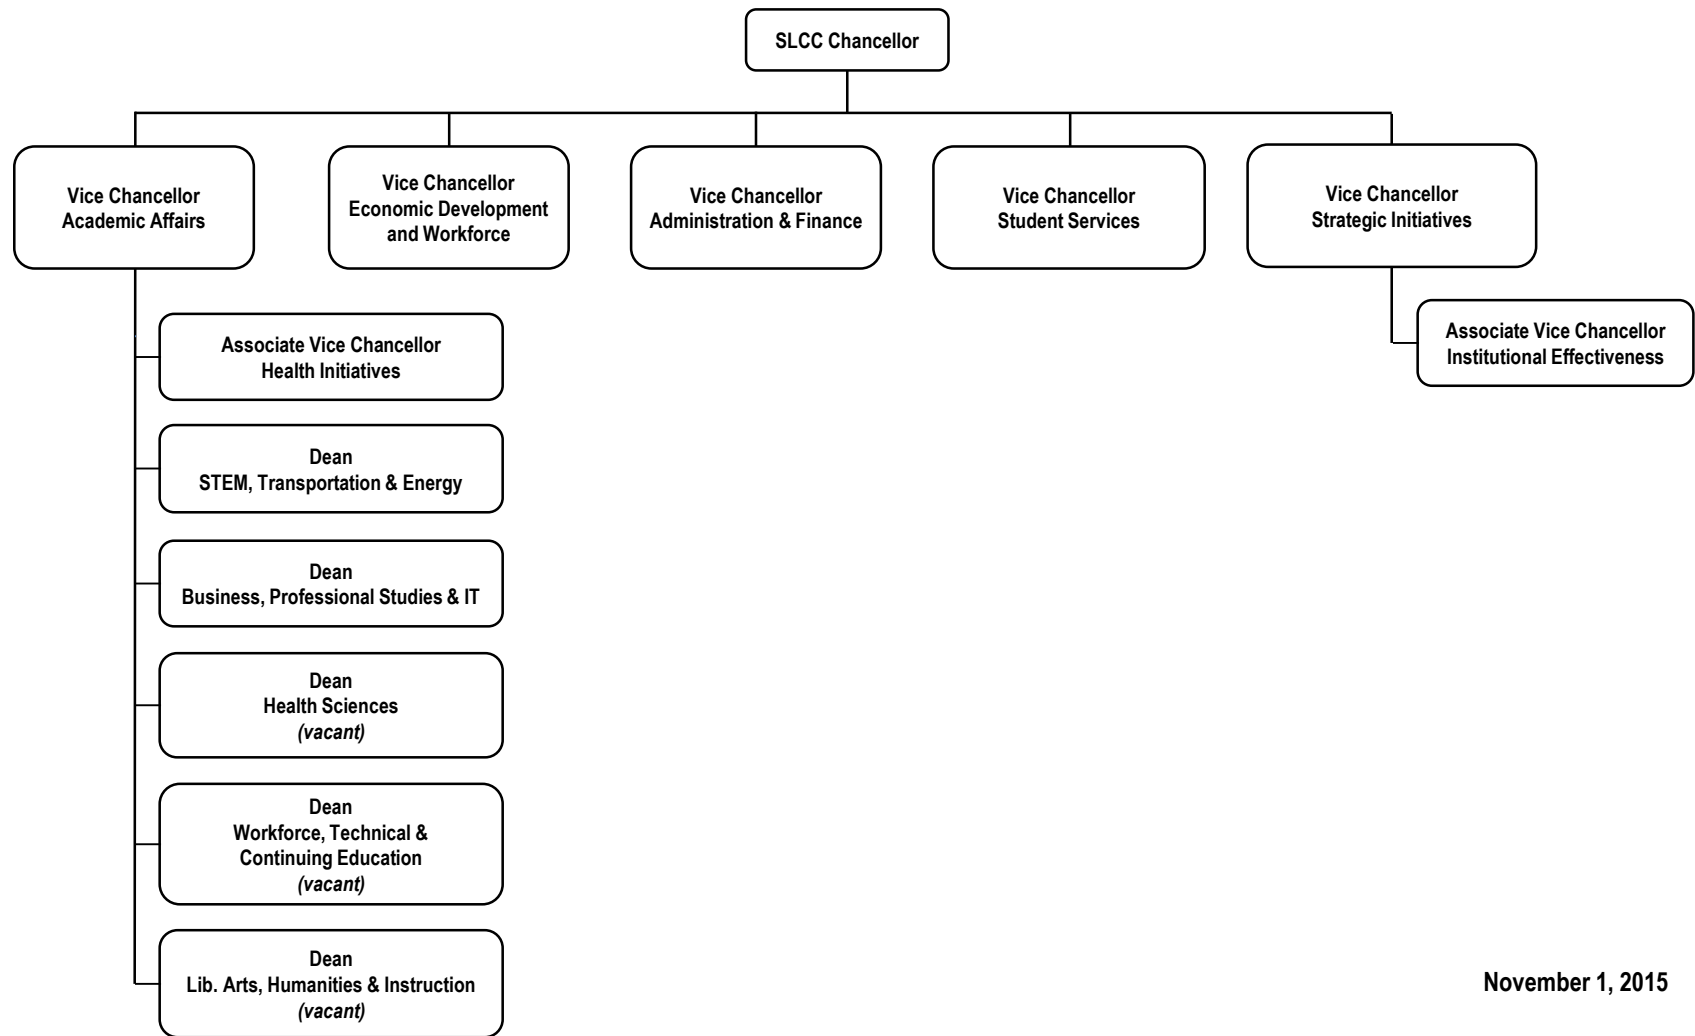 SLCC Chancellor
Vice Chancellor
Academic Affairs
Vice Chancellor
Economic Development
and Workforce
Vice Chancellor
Administration & Finance
Vice Chancellor
Student Services
Vice Chancellor
Strategic Initiatives
Associate Vice Chancellor
Health Initiatives
Associate Vice Chancellor
Institutional Effectiveness
Dean
STEM, Transportation & Energy
Dean
Business, Professional Studies & IT
Dean
Health Sciences
(vacant)
Dean
Workforce, Technical &
Continuing Education
(vacant)
Dean
Lib. Arts, Humanities & Instruction
(vacant)
November 1, 2015